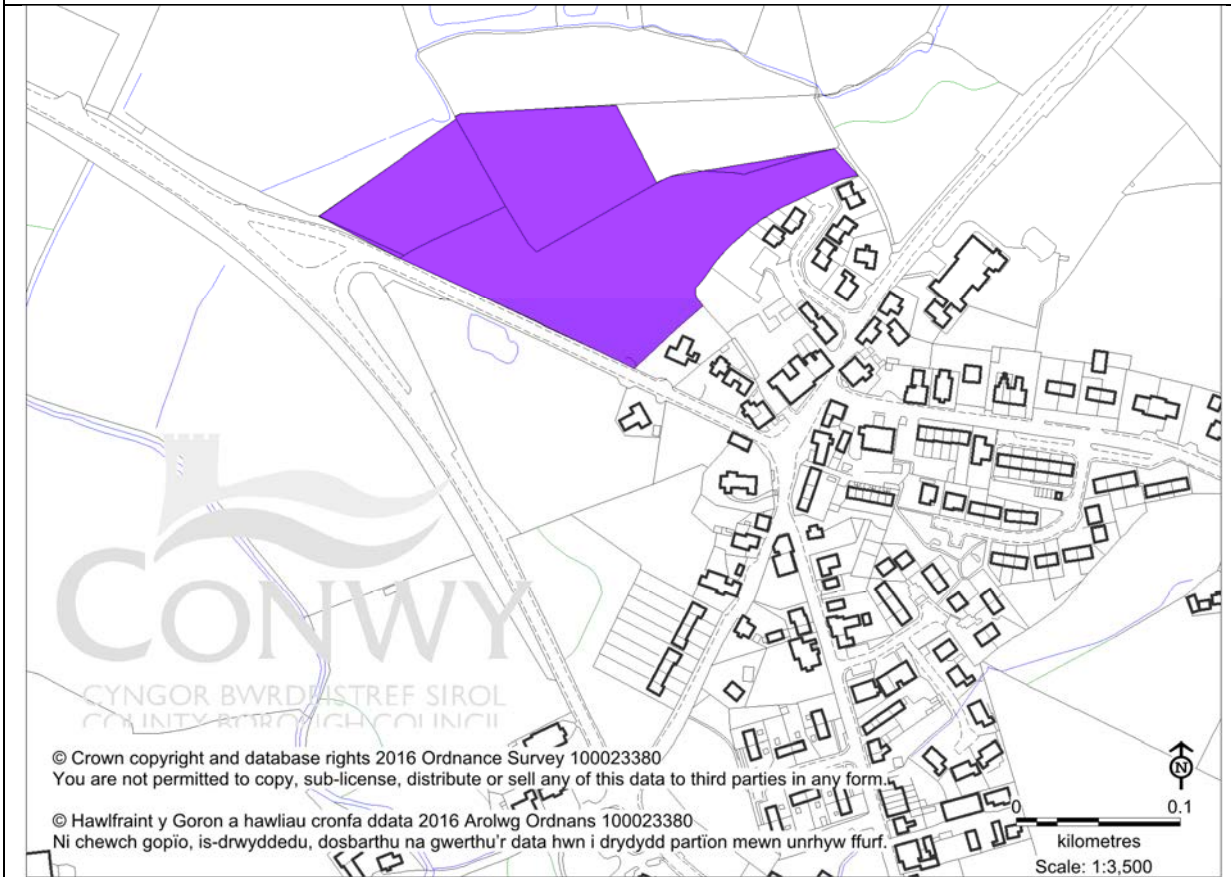 CONWY
CYNGOR BWRDEISTREF SIROL
COUNTY BOROUGH COUNCIL
© Crown copyright and database rights 2016 Ordnance Survey 100023380
You are not permitted to copy, sub-license, distribute or sell any of this data to third parties in any form.
© Hawlfraint y Goron a hawliau cronfa ddata 2016 Arolwg Ordnans 100023380
Ni chewch gopïo, is-drwyddedu, dosbarthu na gwerthu'r data hwn i drydydd partïon mewn unrhyw ffurf.
N
0 0.1
kilometres
Scale: 1:3,500